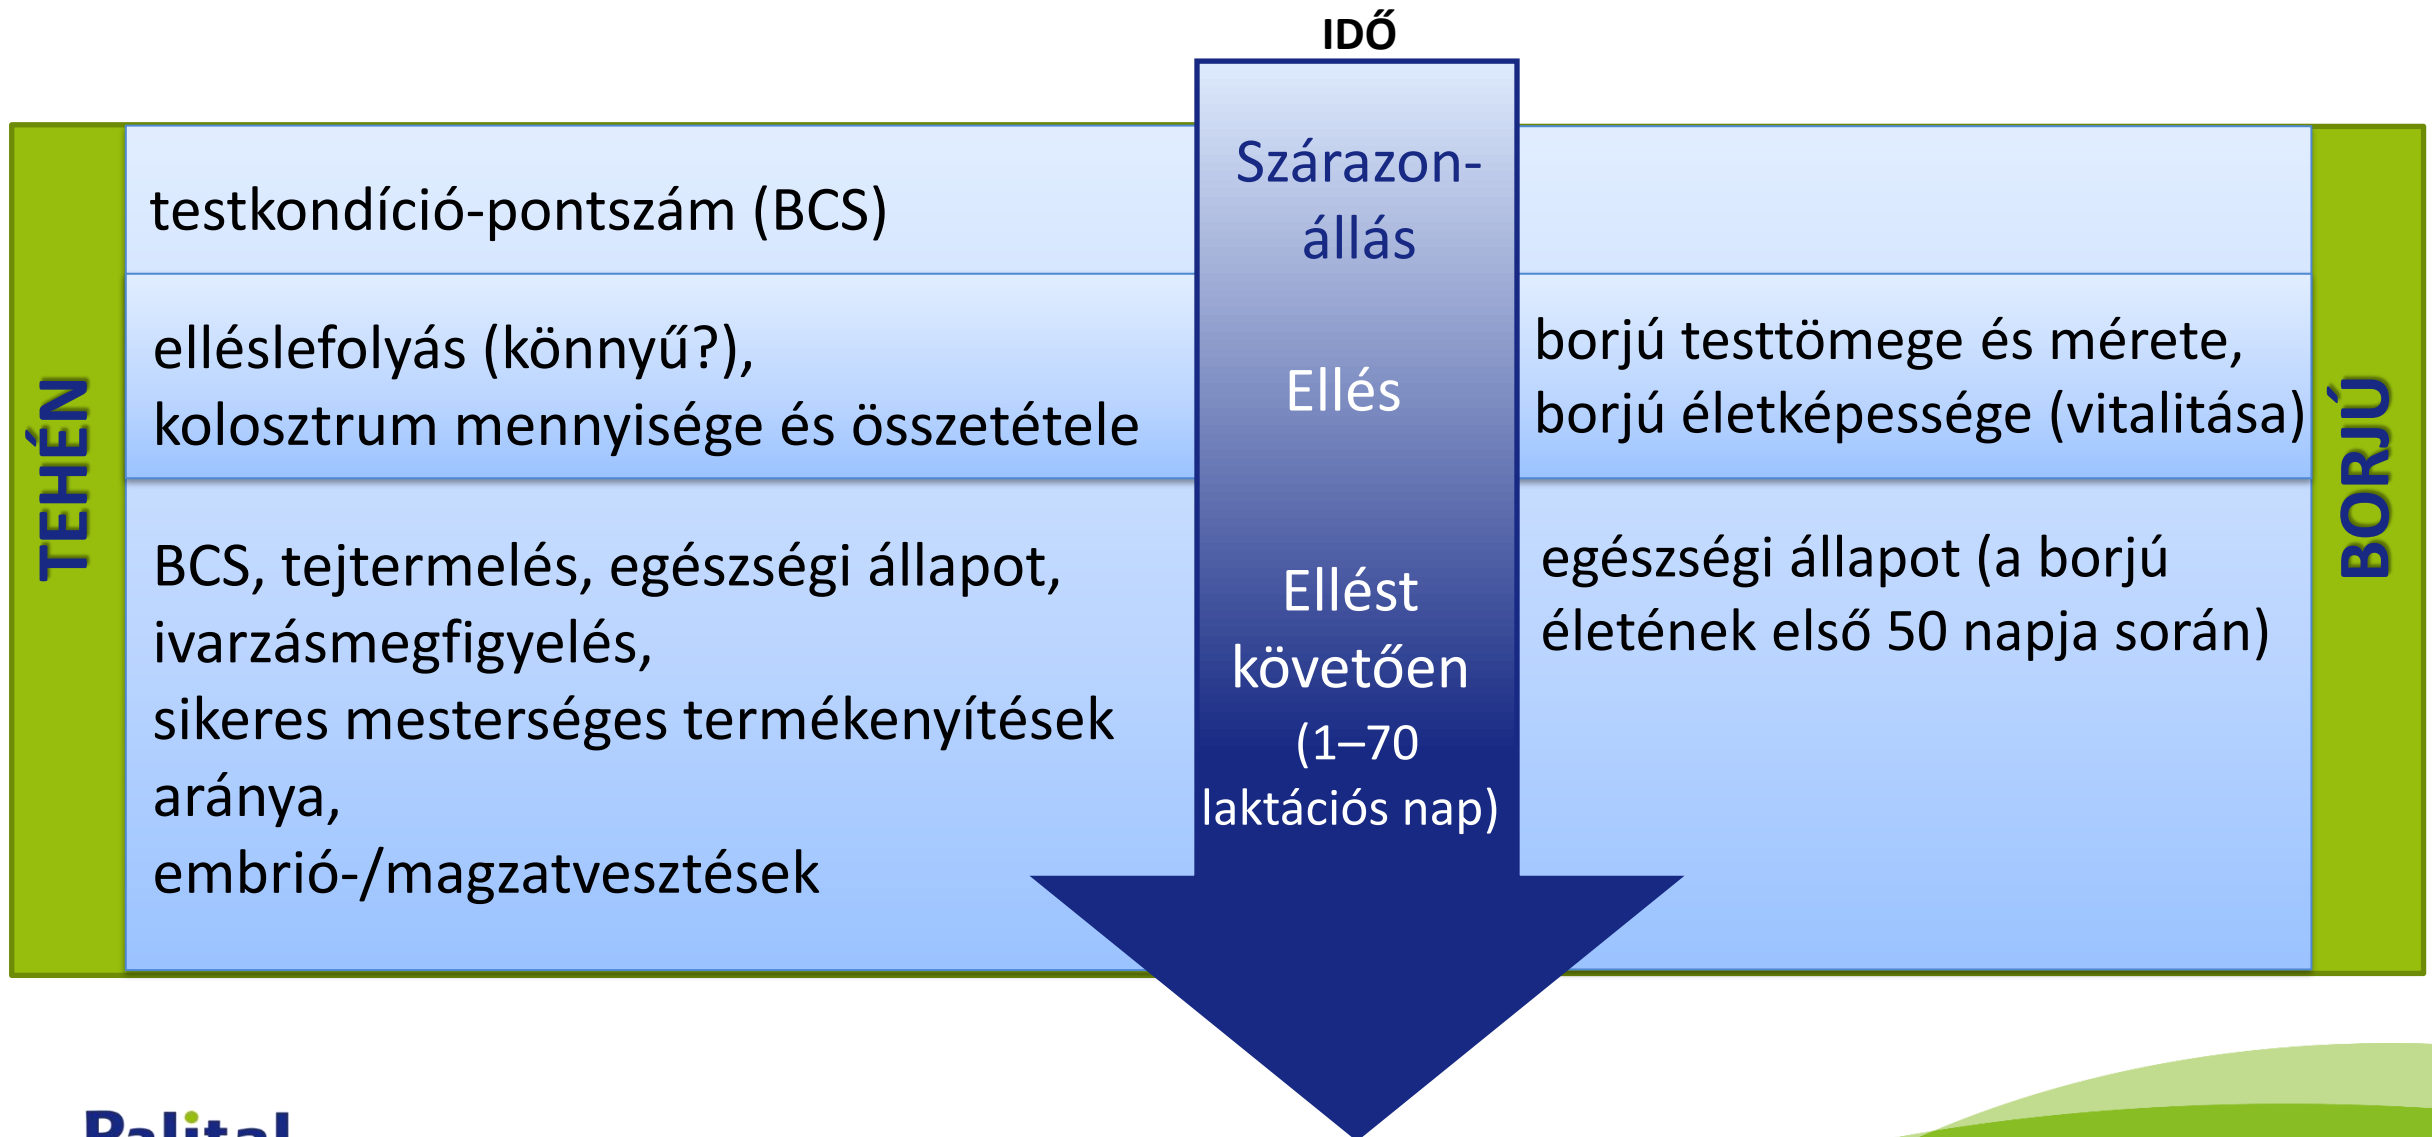 IDŐ
TEHÉN
testkondíció-pontszám (BCS)
Szárazon-
állás
elléslefolyás (könnyű?),
kolosztrum mennyisége és összetétele
Ellés
borjú testtömege és mérete,
borjú életképessége (vitalitása)
BCS, tejtermelés, egészségi állapot,
ivarzásmegfigyelés,
sikeres mesterséges termékenyítések
aránya,
embrió-/magzatvesztések
Ellést
követően
(1–70
laktációs nap)
egészségi állapot (a borjú
életének első 50 napja során)
BORJÚ
Palital